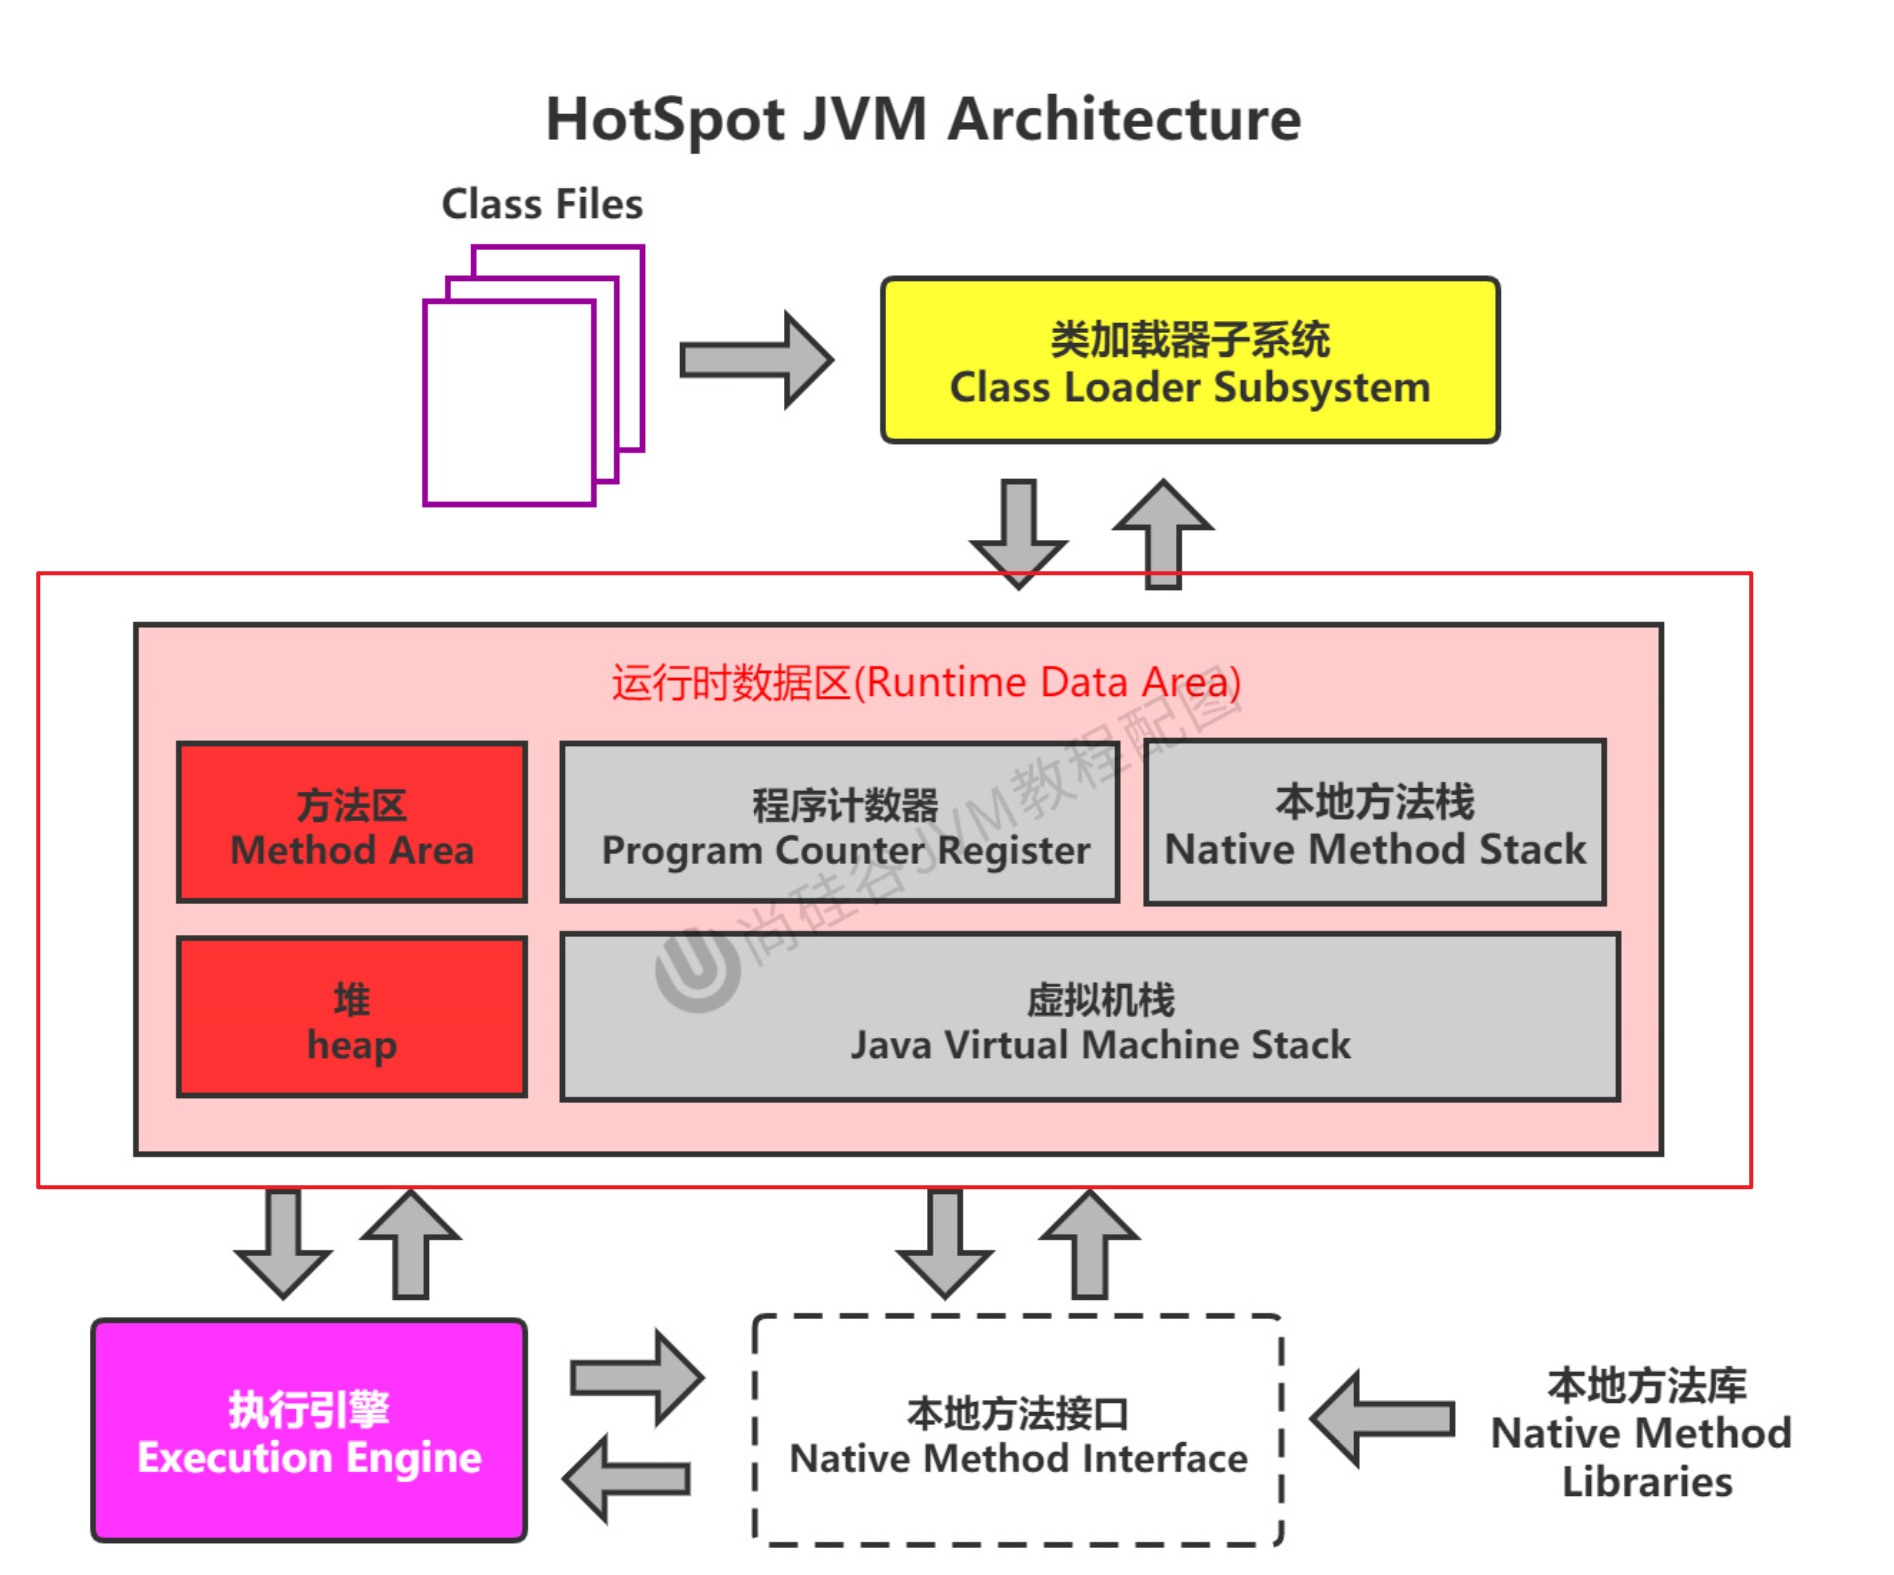 HotSpot JVM Architecture
Class Files
类加载器子系统
Class Loader Subsystem
运行时数据区(Runtime Data Area)
方法区
Method Area
程序计数器
Program Counter Register
本地方法栈
Native Method Stack
堆
heap
虚拟机栈
Java Virtual Machine Stack
尚硅谷JVM教程配图
执行引擎
Execution Engine
本地方法接口
Native Method Interface
本地方法库
Native Method
Libraries